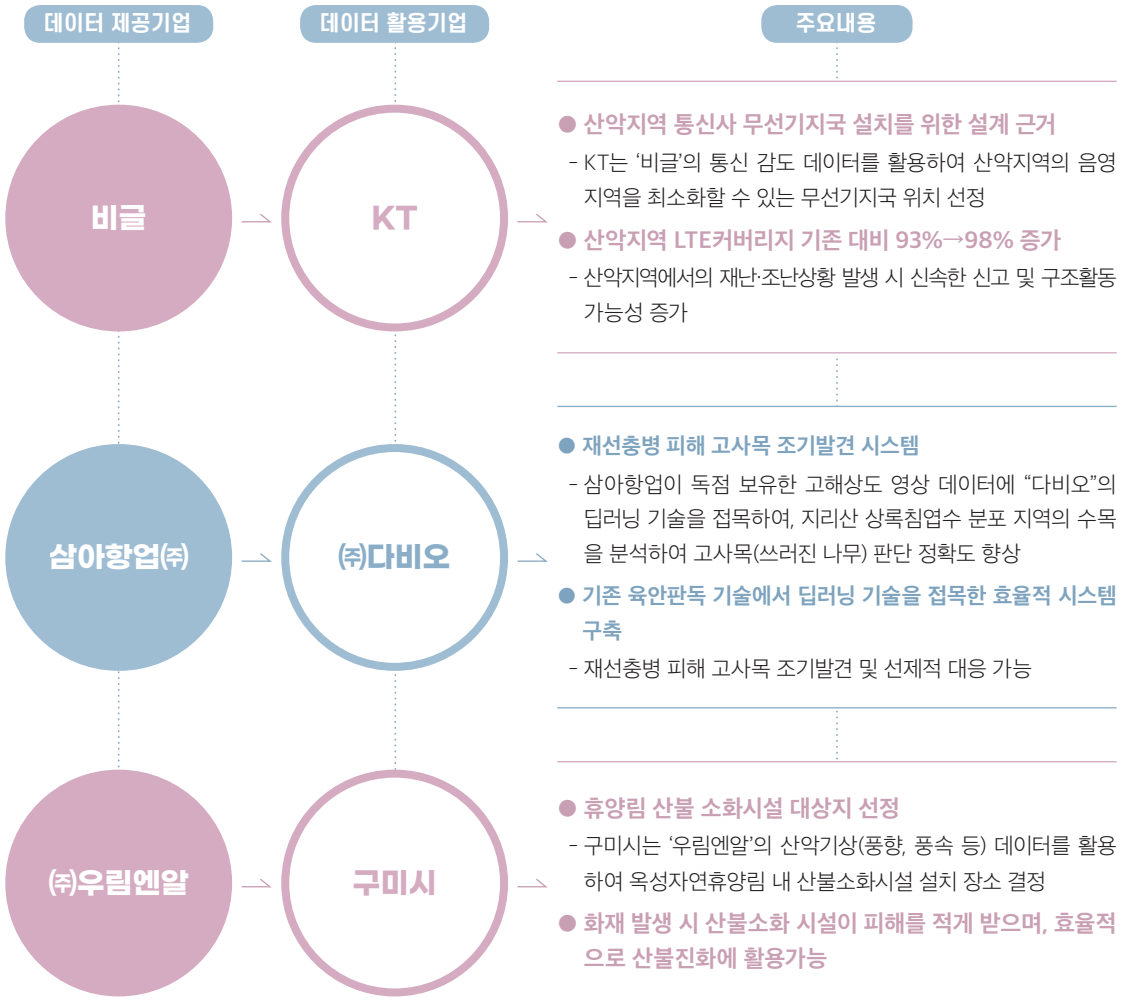 데이터 제공기업
데이터 활용기업
주요내용
비글
KT
● 산악지역 통신사 무선기지국 설치를 위한 설계 근거
- KT는 ‘비글’의 통신 감도 데이터를 활용하여 산악지역의 음영
지역을 최소화할 수 있는 무선기지국 위치 선정
● 산악지역 LTE커버리지 기존 대비 93%→98% 증가
- 산악지역에서의 재난·조난상황 발생 시 신속한 신고 및 구조활동
가능성 증가
삼아항업㈜
㈜다비오
● 재선충병 피해 고사목 조기발견 시스템
- 삼아항업이 독점 보유한 고해상도 영상 데이터에 “다비오”의
딥러닝 기술을 접목하여, 지리산 상록침엽수 분포 지역의 수목
을 분석하여 고사목(쓰러진 나무) 판단 정확도 향상
● 기존 육안판독 기술에서 딥러닝 기술을 접목한 효율적 시스템
구축
- 재선충병 피해 고사목 조기발견 및 선제적 대응 가능
㈜우림엔알
구미시
● 휴양림 산불 소화시설 대상지 선정
- 구미시는 ‘우림엔알’의 산악기상(풍향, 풍속 등) 데이터를 활용
하여 옥성자연휴양림 내 산불소화시설 설치 장소 결정
● 화재 발생 시 산불소화 시설이 피해를 적게 받으며, 효율적
으로 산불진화에 활용가능